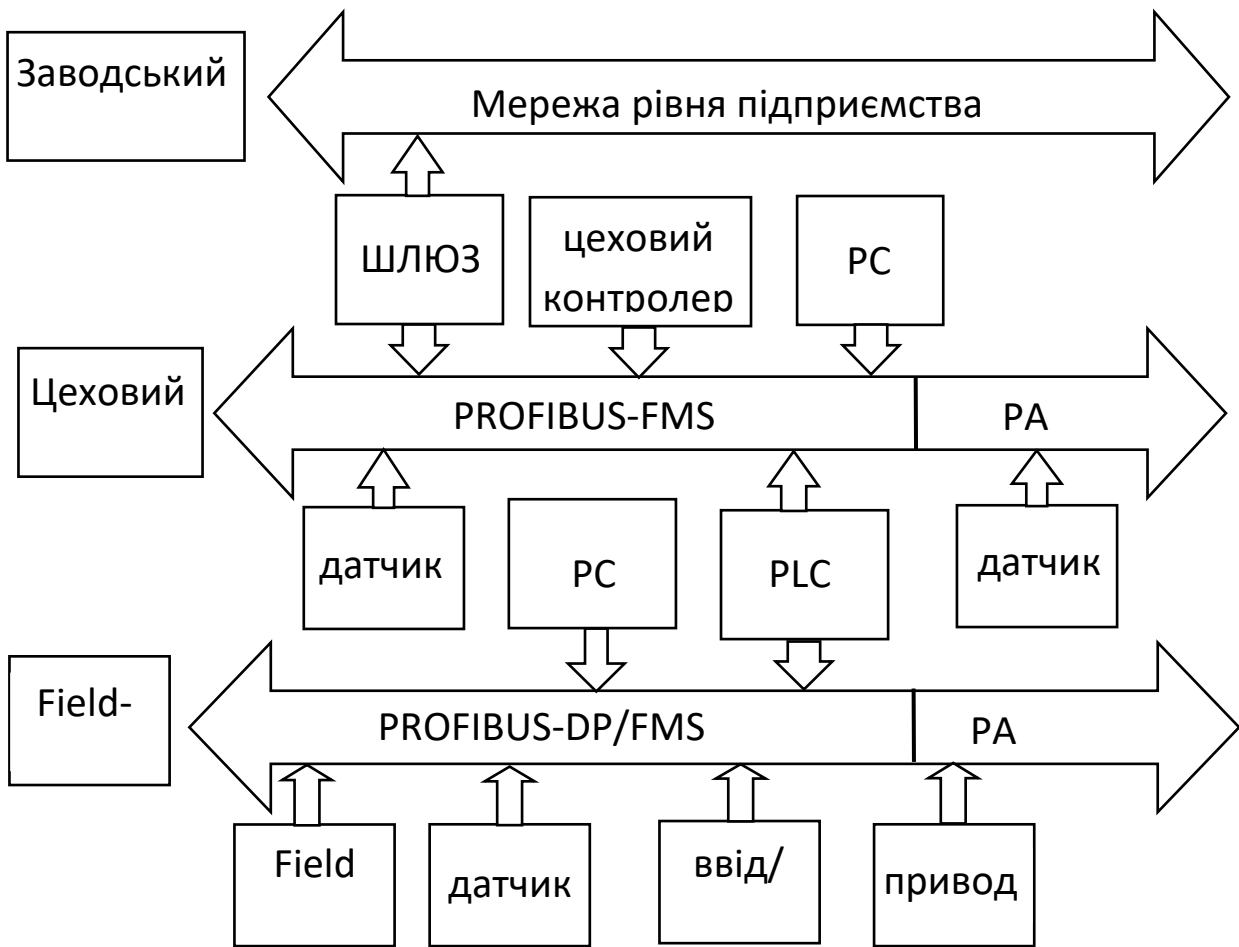 Заводський
Мережа рівня підприємства
ШЛЮЗ
цеховий
контролер
PC
Цеховий
PROFIBUS-FMS
PA
датчик
PC
PLC
датчик
Field-
PROFIBUS-DP/FMS
PA
Field
датчик
ввід/
привод